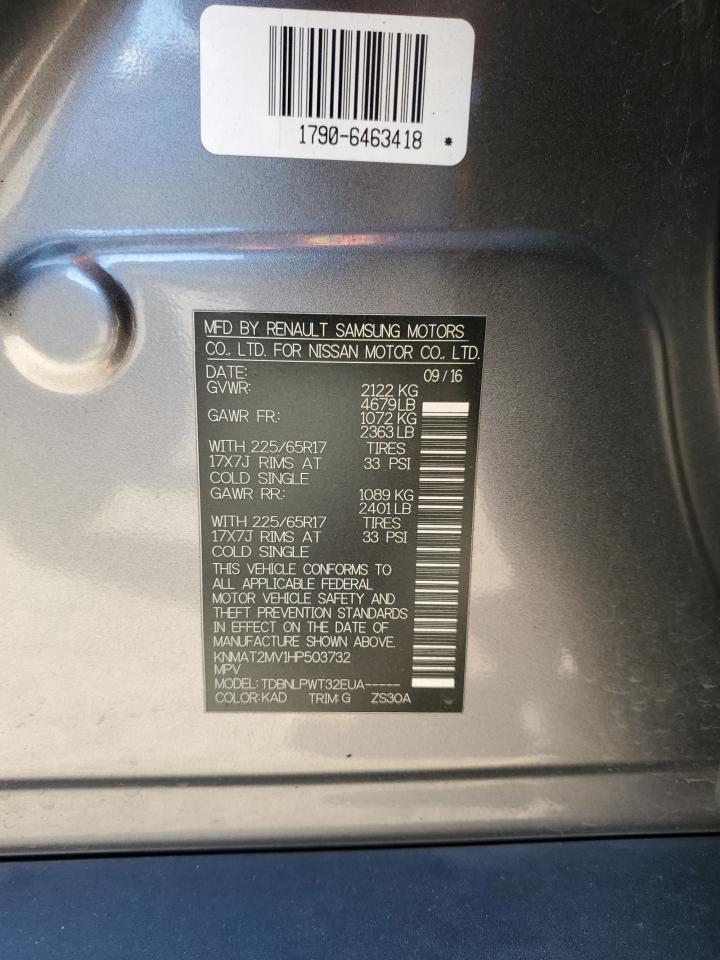 1790-6463418 *
MFD BY RENAULT SAMSUNG MOTORS
CO., LTD. FOR NISSAN MOTOR CO., LTD.
DATE: 09/16
GVWR: 2122 KG
4679LB
GAWR FR.: 1072 KG
2363 LB
WITH 225/65R17 TIRES
17X7J RIMS AT 33 PSI
COLD SINGLE
GAWR RR.: 1089 KG
2401 LB
WITH 225/65R17 TIRES
17X7J RIMS AT 33 PSI
COLD SINGLE
THIS VEHICLE CONFORMS TO
ALL APPLICABLE FEDERAL
MOTOR VEHICLE SAFETY AND
THEFT PREVENTION STANDARDS
IN EFFECT ON THE DATE OF
MANUFACTURE SHOWN ABOVE.
KNMAT2MV1HP503732
MPV
MODEL: TDBNLPWT32EUA-----
COLOR: KAD TRIM: G ZS30A